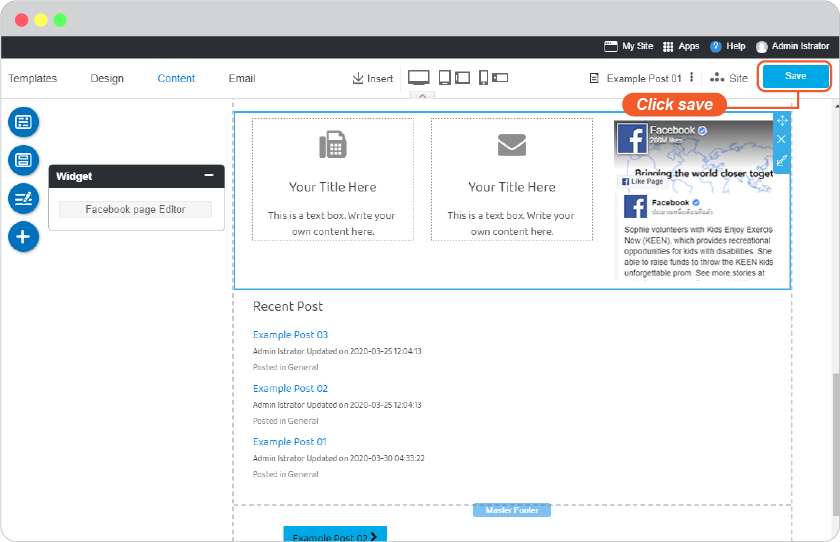 My Site
Apps
Help
Admin Istrator
Templates
Design
Content
Email
Insert
Example Post 01
Site
Save
Click save
Widget
Facebook page Editor
Your Title Here
This is a text box. Write your
own content here.
Your Title Here
This is a text box. Write your
own content here.
Facebook
208M likes
Bringing the world closer toget
Like Page
Facebook
Sophie volunteers with Kids Enjoy Exercis
Now (KEEN), which provides recreational
opportunities for kids with disabilities. She
able to raise funds to throw the KEEN kids
unforgettable prom. See more stories at
Recent Post
Example Post 03
Admin Istrator Updated on 2020-03-25 12:04:13
Posted in General
Example Post 02
Admin Istrator Updated on 2020-03-25 12:04:13
Posted in General
Example Post 01
Admin Istrator Updated on 2020-03-30 04:33:22
Posted in General
Master Footer
Example Post 02